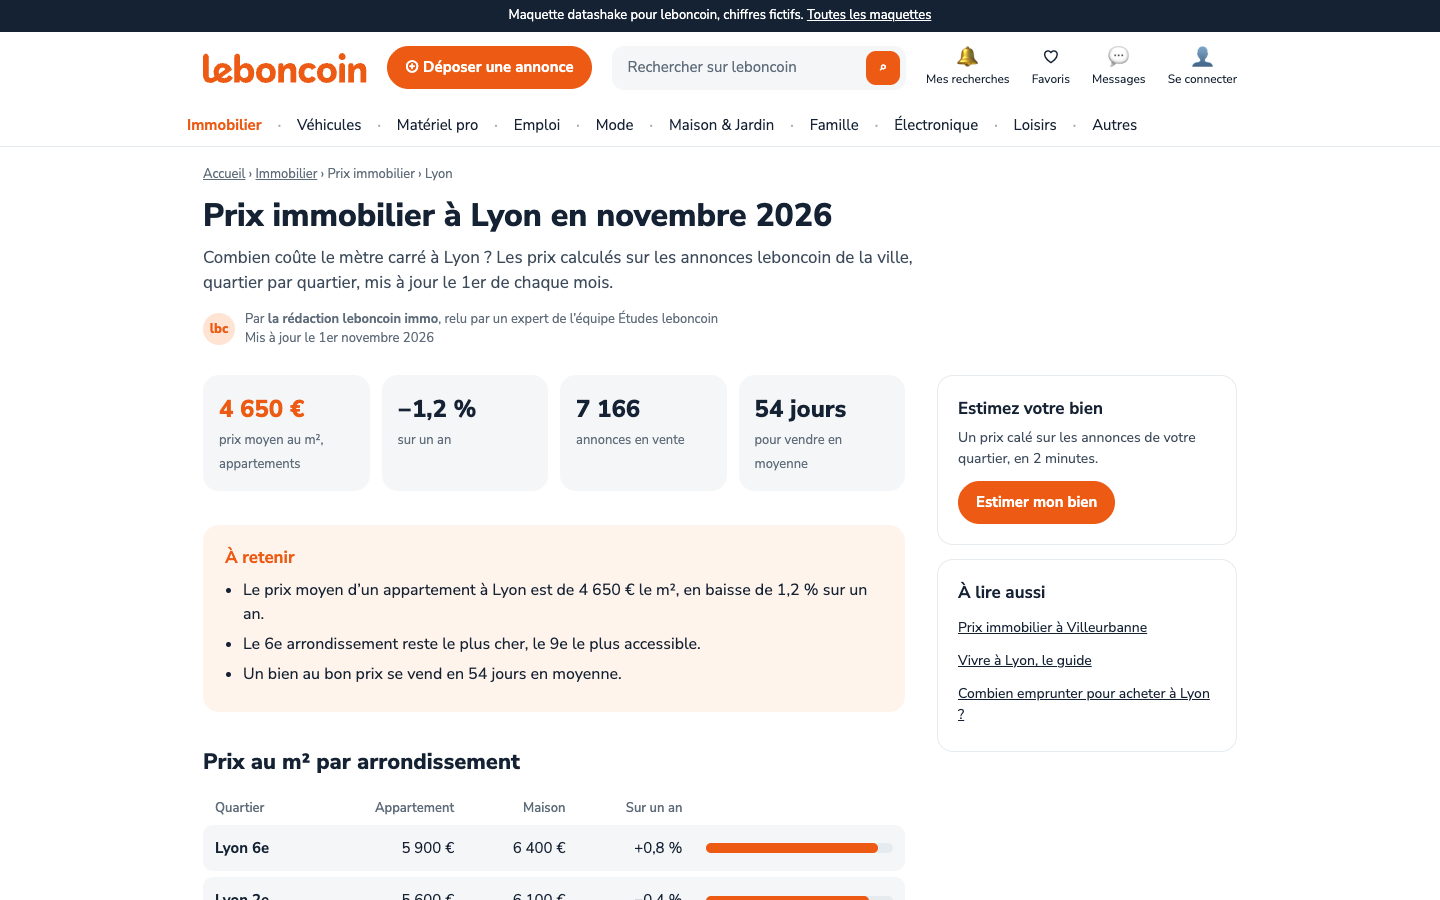 Maquette datashake pour leboncoin, chiffres fictifs. Toutes les maquettes
leboncoin
Déposer une annonce
Rechercher sur leboncoin
Mes recherches
Favoris
Messages
Se connecter
Immobilier · Véhicules · Matériel pro · Emploi · Mode · Maison & Jardin · Famille · Électronique · Loisirs · Autres
Accueil › Immobilier › Prix immobilier › Lyon
Prix immobilier à Lyon en novembre 2026
Combien coûte le mètre carré à Lyon ? Les prix calculés sur les annonces leboncoin de la ville,
quartier par quartier, mis à jour le 1er de chaque mois.
lbc
Par la rédaction leboncoin immo, relu par un expert de l’équipe Études leboncoin
Mis à jour le 1er novembre 2026
4 650 €
prix moyen au m²,
appartements
−1,2 %
sur un an
7 166
annonces en vente
54 jours
pour vendre en
moyenne
À retenir
• Le prix moyen d’un appartement à Lyon est de 4 650 € le m², en baisse de 1,2 % sur un
an.
• Le 6e arrondissement reste le plus cher, le 9e le plus accessible.
• Un bien au bon prix se vend en 54 jours en moyenne.
Estimez votre bien
Un prix calé sur les annonces de votre
quartier, en 2 minutes.
Estimer mon bien
À lire aussi
Prix immobilier à Villeurbanne
Vivre à Lyon, le guide
Combien emprunter pour acheter à Lyon
?
Prix au m² par arrondissement
Quartier Appartement Maison Sur un an
Lyon 6e 5 900 € 6 400 € +0,8 %
Lyon 2e 5 600 € 6 100 € −0,4 %